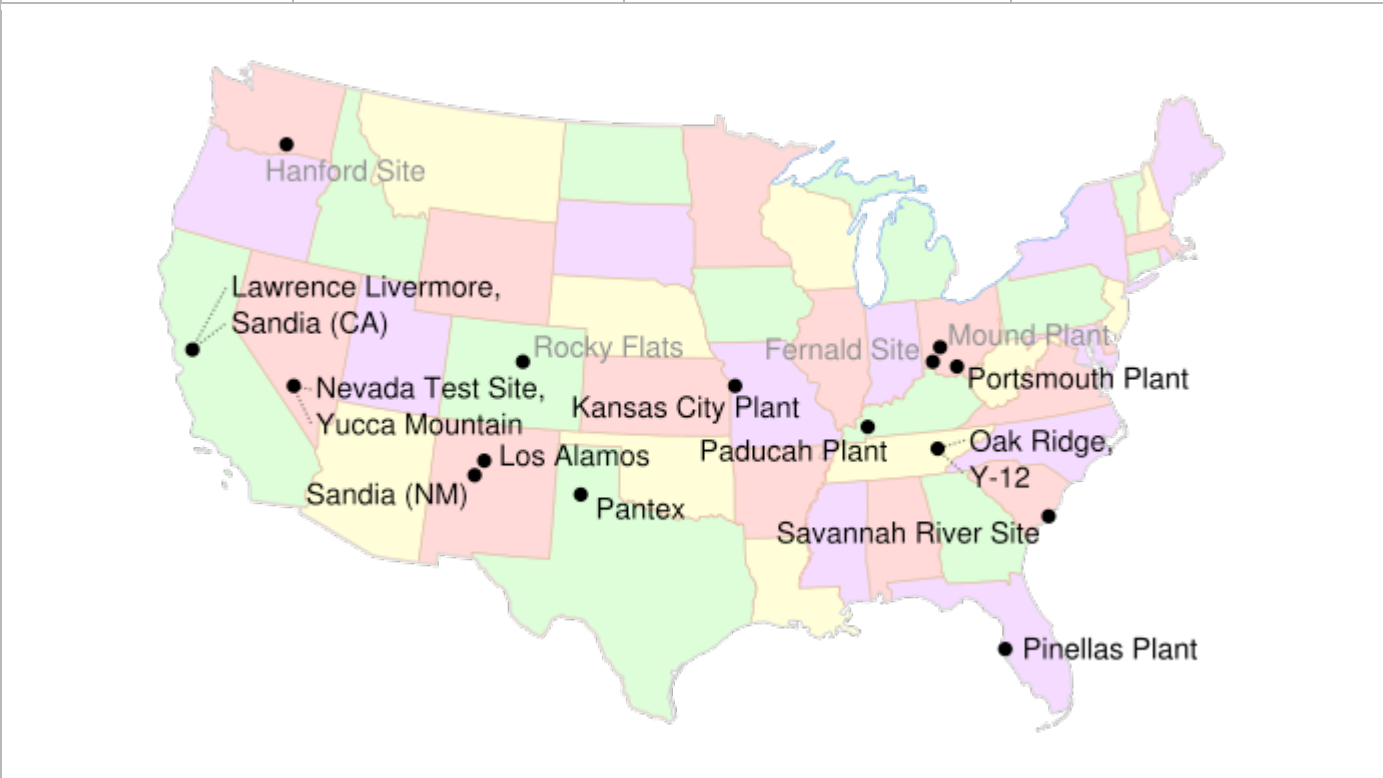 Hanford Site
Lawrence Livermore,
Sandia (CA)
Rocky Flats
Fernald Site
Mound Plant
Portsmouth Plant
Nevada Test Site,
Yucca Mountain
Kansas City Plant
Paducah Plant
Oak Ridge,
Y-12
Los Alamos
Sandia (NM)
Pantex
Savannah River Site
Pinellas Plant